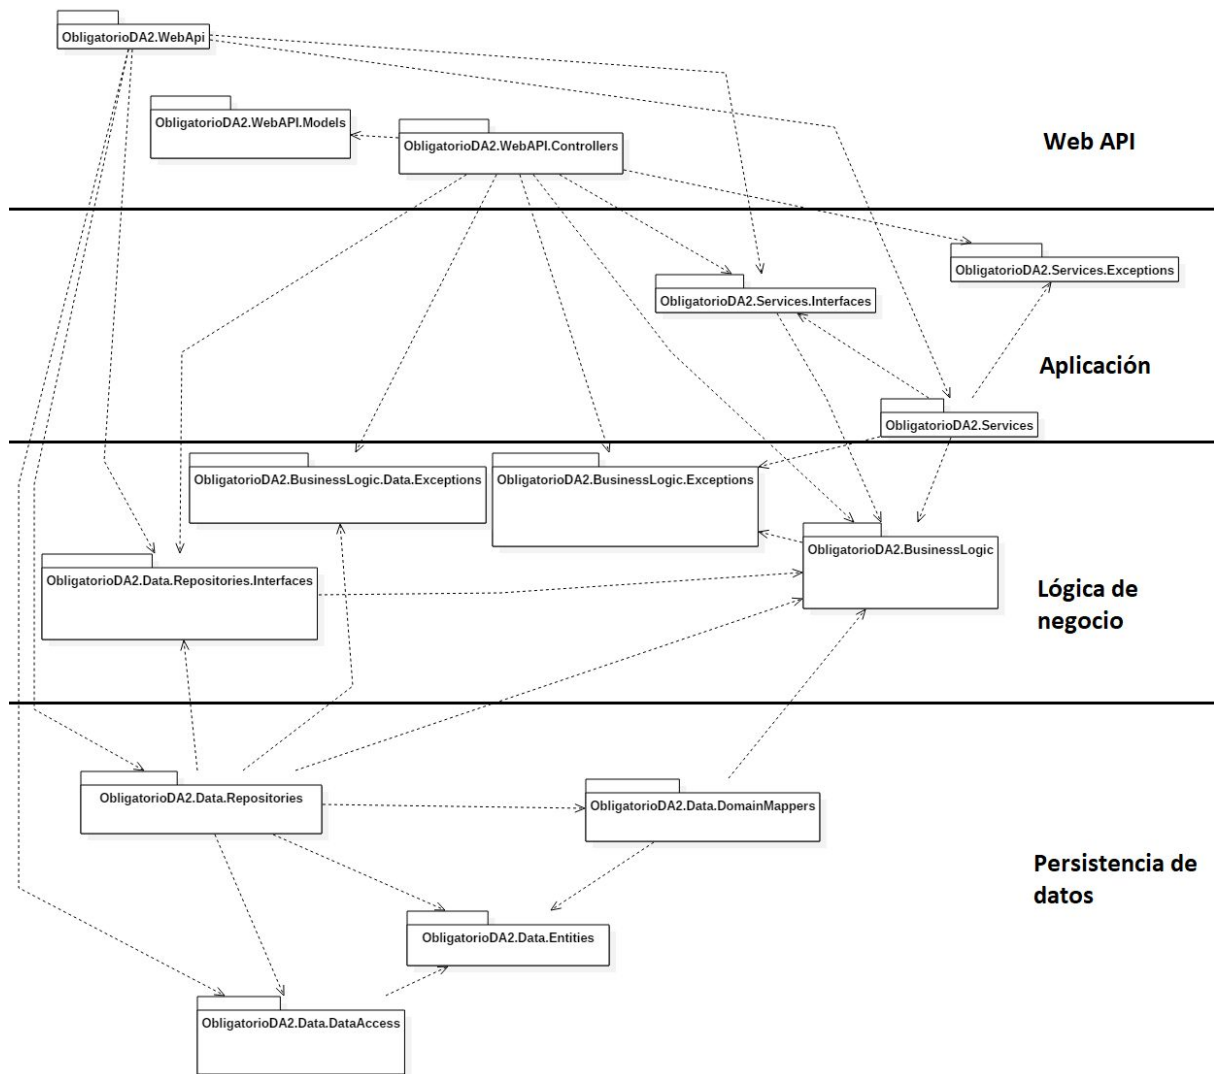 ObligatorioDA2.WebApi
ObligatorioDA2.WebAPI.Models
ObligatorioDA2.WebAPI.Controllers
Web API
ObligatorioDA2.Services.Exceptions
ObligatorioDA2.Services.Interfaces
Aplicación
ObligatorioDA2.Services
ObligatorioDA2.BusinessLogic.Data.Exceptions
ObligatorioDA2.BusinessLogic.Exceptions
ObligatorioDA2.BusinessLogic
ObligatorioDA2.Data.Repositories.Interfaces
Lógica de
negocio
ObligatorioDA2.Data.Repositories
ObligatorioDA2.Data.DomainMappers
Persistencia de
datos
ObligatorioDA2.Data.Entities
ObligatorioDA2.Data.DataAccess